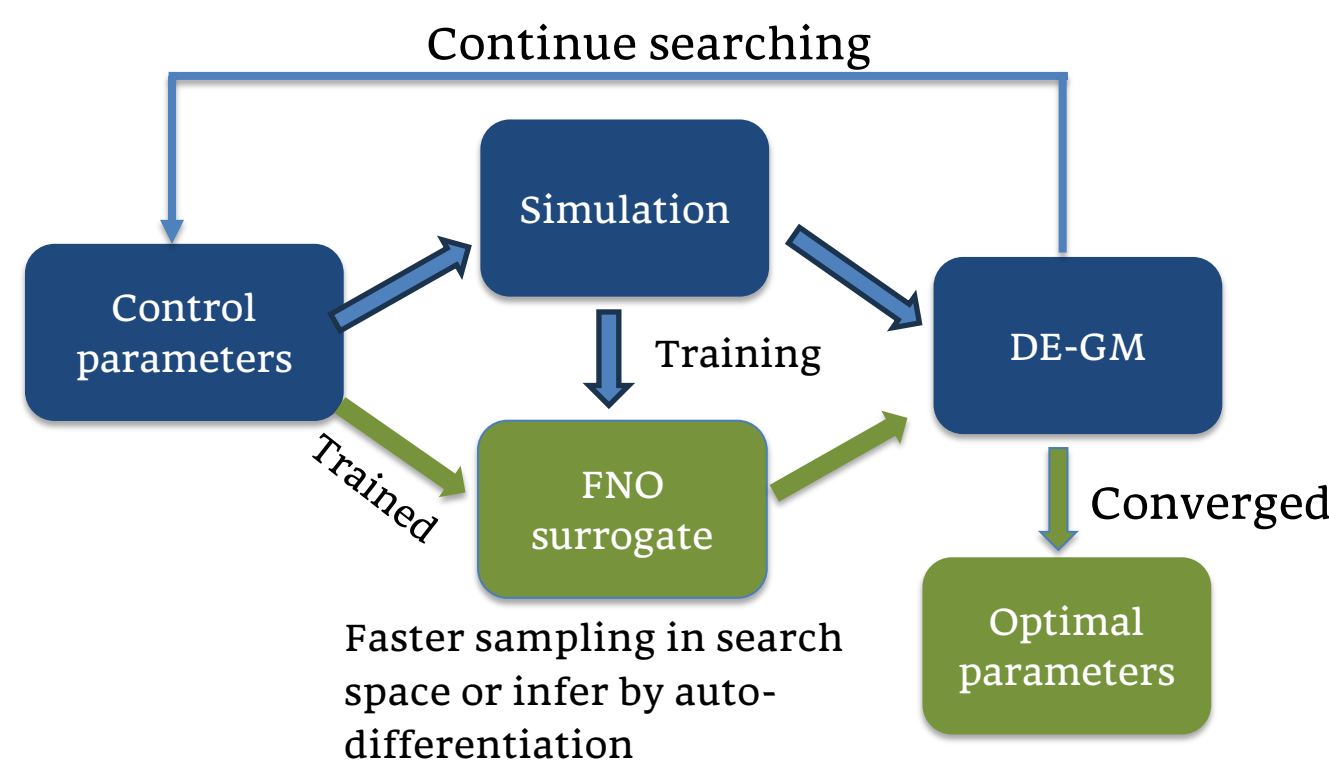 Continue searching
Simulation
Control
parameters
Training
DE-GM
Trained
FNO
surrogate
Converged
Faster sampling in search
space or infer by auto-
differentiation
Optimal
parameters